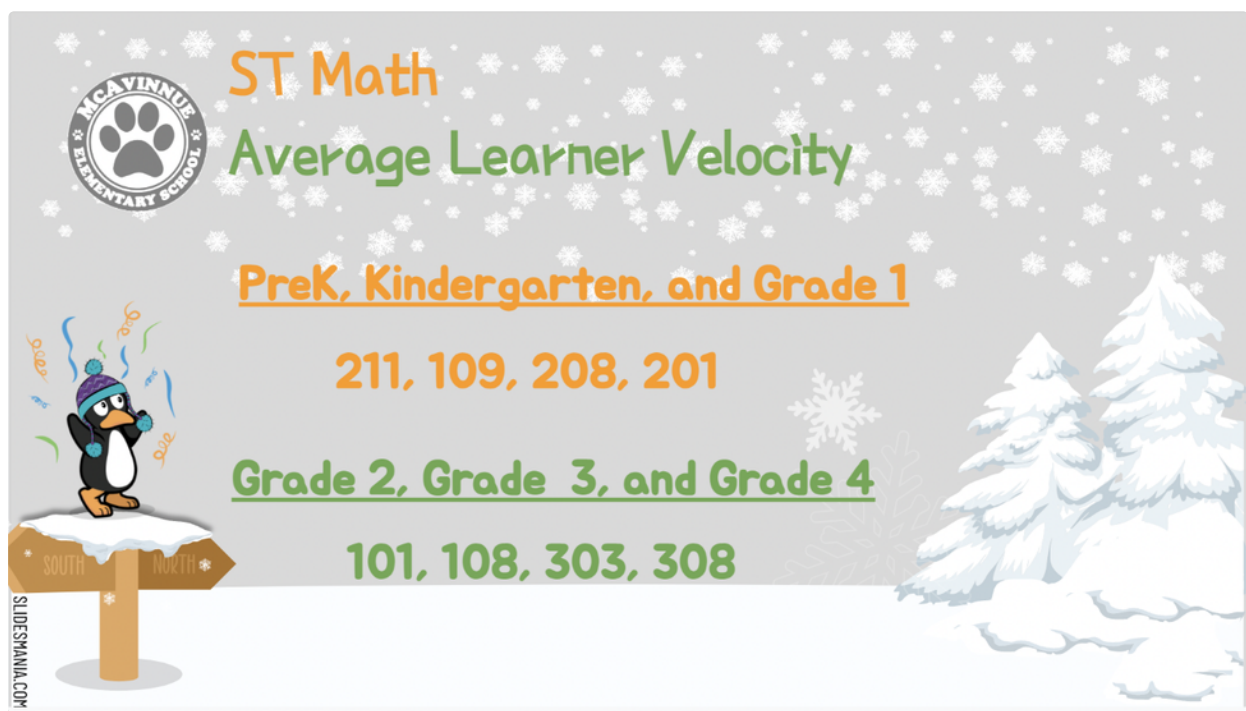 McAVINNUE
ELEMENTARY SCHOOL
ST Math
Average Learner Velocity
PreK, Kindergarten, and Grade 1
211, 109, 208, 201
Grade 2, Grade 3, and Grade 4
101, 108, 303, 308
SOUTH
NORTH
SLIDESMANIA.COM